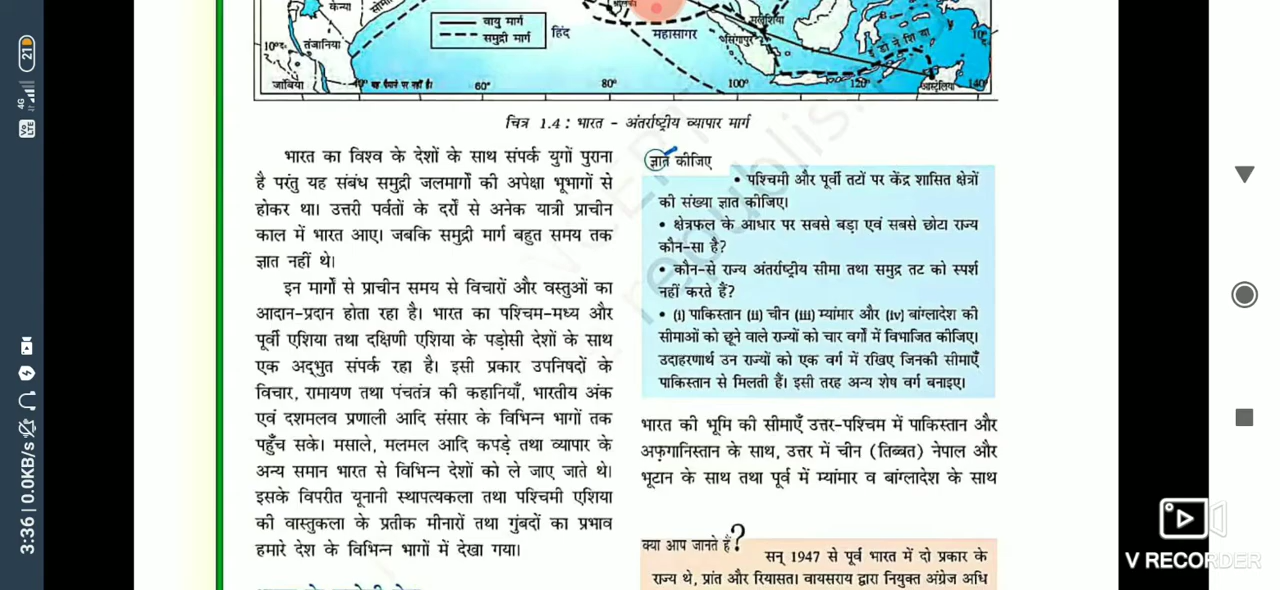 केन्या
तंजानिया
जांबिया
10°
वायु मार्ग
समुद्री मार्ग
हिंद
महासागर
मलेशिया
सिंगापुर
इंडोनेशिया
आस्ट्रेलिया
60°
80°
100°
120°
140°
चित्र 1.4 : भारत - अंतर्राष्ट्रीय व्यापार मार्ग
भारत का विश्व के देशों के साथ संपर्क युगों पुराना
है परंतु यह संबंध समुद्री जलमार्गों की अपेक्षा भूभागों से
होकर था। उत्तरी पर्वतों के दर्रों से अनेक यात्री प्राचीन
काल में भारत आए। जबकि समुद्री मार्ग बहुत समय तक
ज्ञात नहीं थे।
इन मार्गों से प्राचीन समय से विचारों और वस्तुओं का
आदान-प्रदान होता रहा है। भारत का पश्चिम-मध्य और
पूर्वी एशिया तथा दक्षिणी एशिया के पड़ोसी देशों के साथ
एक अद्भुत संपर्क रहा है। इसी प्रकार उपनिषदों के
विचार, रामायण तथा पंचतंत्र की कहानियाँ, भारतीय अंक
एवं दशमलव प्रणाली आदि संसार के विभिन्न भागों तक
पहुँच सके। मसाले, मलमल आदि कपड़े तथा व्यापार के
अन्य समान भारत से विभिन्न देशों को ले जाए जाते थे।
इसके विपरीत यूनानी स्थापत्यकला तथा पश्चिमी एशिया
की वास्तुकला के प्रतीक मीनारों तथा गुंबदों का प्रभाव
हमारे देश के विभिन्न भागों में देखा गया।
ज्ञात कीजिए
• पश्चिमी और पूर्वी तटों पर केंद्र शासित क्षेत्रों
की संख्या ज्ञात कीजिए।
• क्षेत्रफल के आधार पर सबसे बड़ा एवं सबसे छोटा राज्य
कौन-सा है?
• कौन-से राज्य अंतर्राष्ट्रीय सीमा तथा समुद्र तट को स्पर्श
नहीं करते हैं?
• (i) पाकिस्तान (ii) चीन (iii) म्यांमार और (iv) बांग्लादेश की
सीमाओं को छूने वाले राज्यों को चार वर्गों में विभाजित कीजिए।
उदाहरणार्थ उन राज्यों को एक वर्ग में रखिए जिनकी सीमाएँ
पाकिस्तान से मिलती हैं। इसी तरह अन्य शेष वर्ग बनाइए।
भारत की भूमि की सीमाएँ उत्तर-पश्चिम में पाकिस्तान और
अफ़गानिस्तान के साथ, उत्तर में चीन (तिब्बत) नेपाल और
भूटान के साथ तथा पूर्व में म्यांमार व बांग्लादेश के साथ
क्या आप जानते हैं?
सन् 1947 से पूर्व भारत में दो प्रकार के
राज्य थे, प्रांत और रियासत। वायसराय द्वारा नियुक्त अंग्रेज अधि
republis
3:36 | 0.0KB/s
4G
Vo LTE
21
V RECORDER